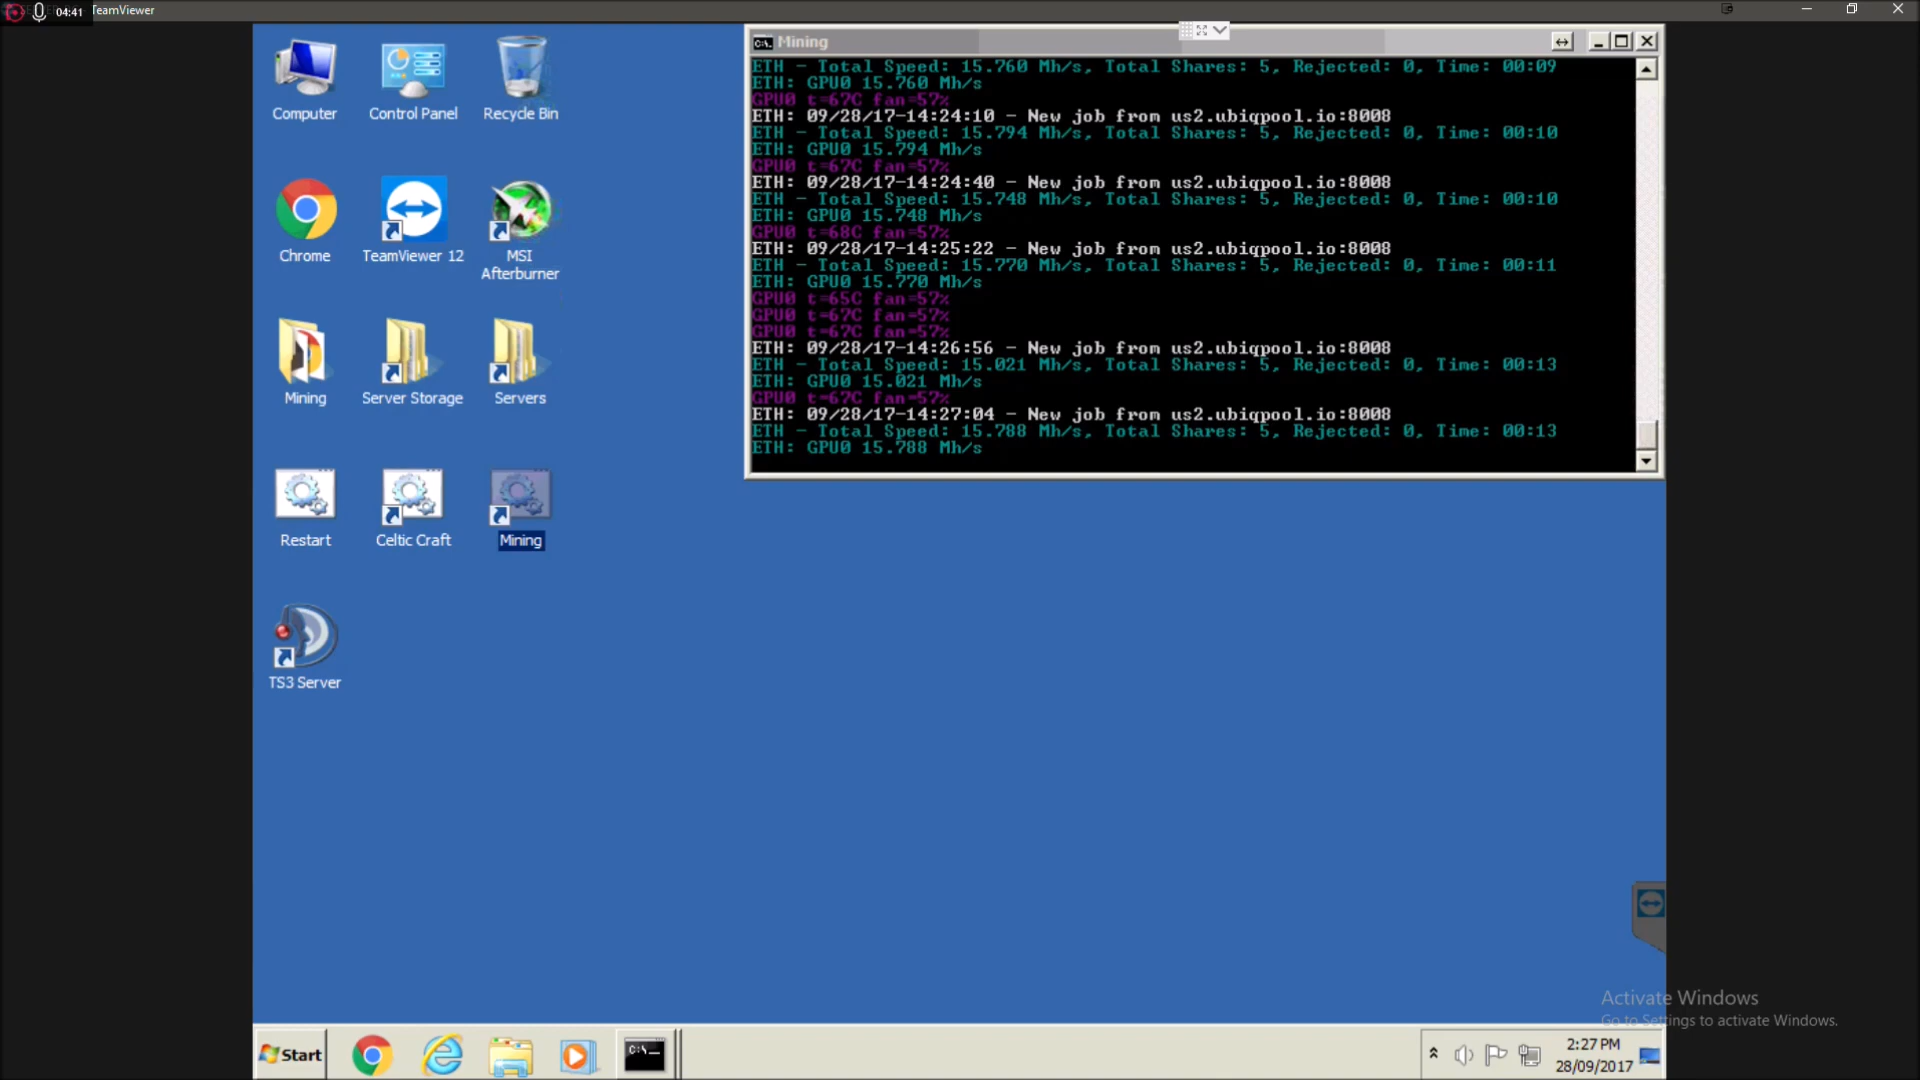 04:41
TeamViewer
Computer
Control Panel
Recycle Bin
Chrome
TeamViewer 12
MSI
Afterburner
Mining
Server Storage
Servers
Restart
Celtic Craft
Mining
TS3 Server
Mining
ETH - Total Speed: 15.760 Mh/s, Total Shares: 5, Rejected: 0, Time: 00:09
ETH: GPU0 15.760 Mh/s
GPU0 t=67C fan=57%
ETH: 09/28/17-14:24:10 - New job from us2.ubiqpool.io:8008
ETH - Total Speed: 15.794 Mh/s, Total Shares: 5, Rejected: 0, Time: 00:10
ETH: GPU0 15.794 Mh/s
GPU0 t=67C fan=57%
ETH: 09/28/17-14:24:40 - New job from us2.ubiqpool.io:8008
ETH - Total Speed: 15.748 Mh/s, Total Shares: 5, Rejected: 0, Time: 00:10
ETH: GPU0 15.748 Mh/s
GPU0 t=68C fan=57%
ETH: 09/28/17-14:25:22 - New job from us2.ubiqpool.io:8008
ETH - Total Speed: 15.770 Mh/s, Total Shares: 5, Rejected: 0, Time: 00:11
ETH: GPU0 15.770 Mh/s
GPU0 t=65C fan=57%
GPU0 t=67C fan=57%
GPU0 t=67C fan=57%
ETH: 09/28/17-14:26:56 - New job from us2.ubiqpool.io:8008
ETH - Total Speed: 15.021 Mh/s, Total Shares: 5, Rejected: 0, Time: 00:13
ETH: GPU0 15.021 Mh/s
GPU0 t=67C fan=57%
ETH: 09/28/17-14:27:04 - New job from us2.ubiqpool.io:8008
ETH - Total Speed: 15.788 Mh/s, Total Shares: 5, Rejected: 0, Time: 00:13
ETH: GPU0 15.788 Mh/s
Activate Windows
Go to Settings to activate Windows.
Start
2:27 PM
28/09/2017